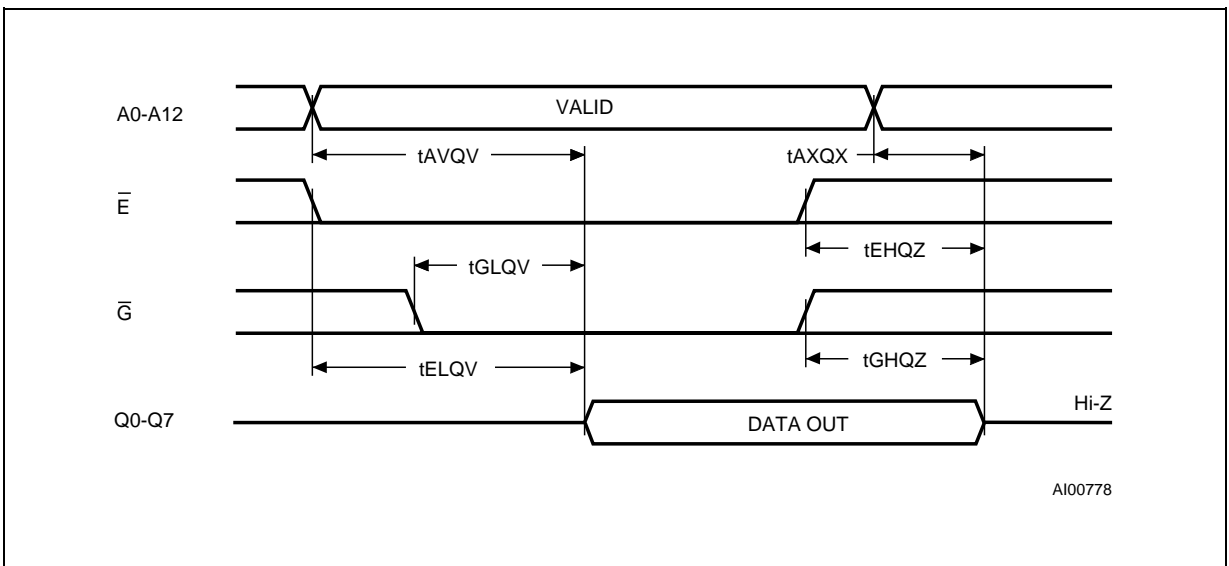 A0-A12
VALID
tAVQV
tAXQX
E̅
tEHQZ
tGLQV
G̅
tELQV
tGHQZ
Q0-Q7
DATA OUT
Hi-Z
AI00778